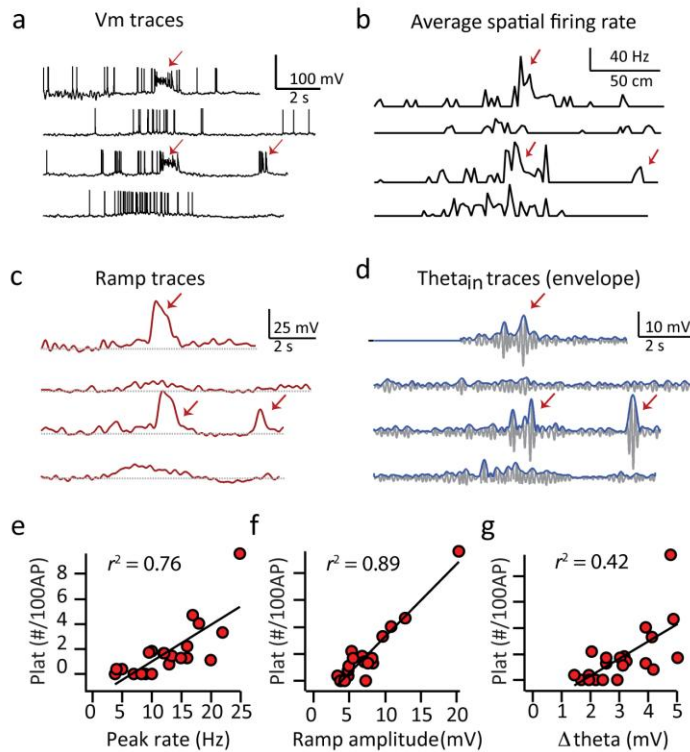 a Vm traces
100 mV
2 s
b Average spatial firing rate
40 Hz
50 cm
c Ramp traces
25 mV
2 s
d Theta_in traces (envelope)
10 mV
2 s
e
r² = 0.76
Plat (#/100AP)
8
6
4
2
0
0 5 10 15 20 25
Peak rate (Hz)
f
r² = 0.89
Plat (#/100AP)
0 5 10 15 20
Ramp amplitude(mV)
g
r² = 0.42
Plat (#/100AP)
0 1 2 3 4 5
Δ theta (mV)